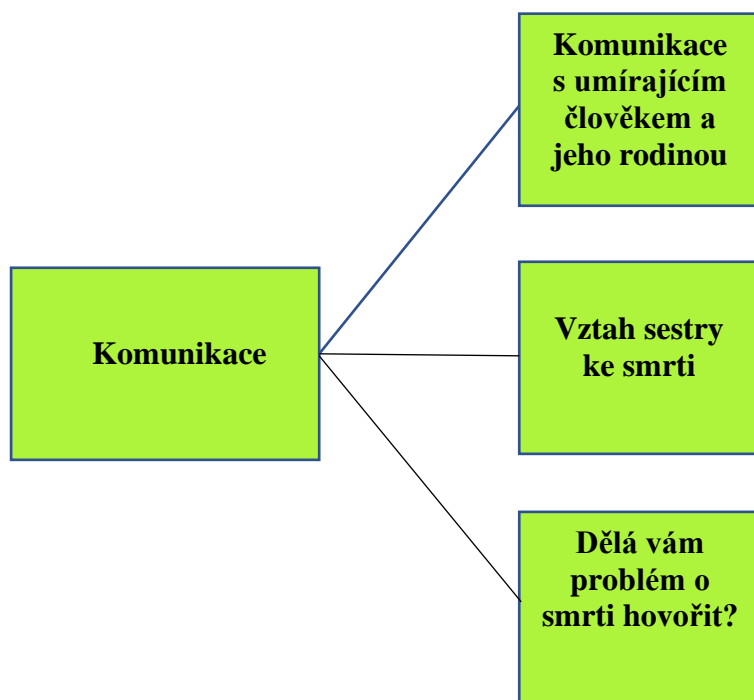 Komunikace
s umírajícím
člověkem a
jeho rodinou
Komunikace
Vztah sestry
ke smrti
Dělá vám
problém o
smrti hovořit?